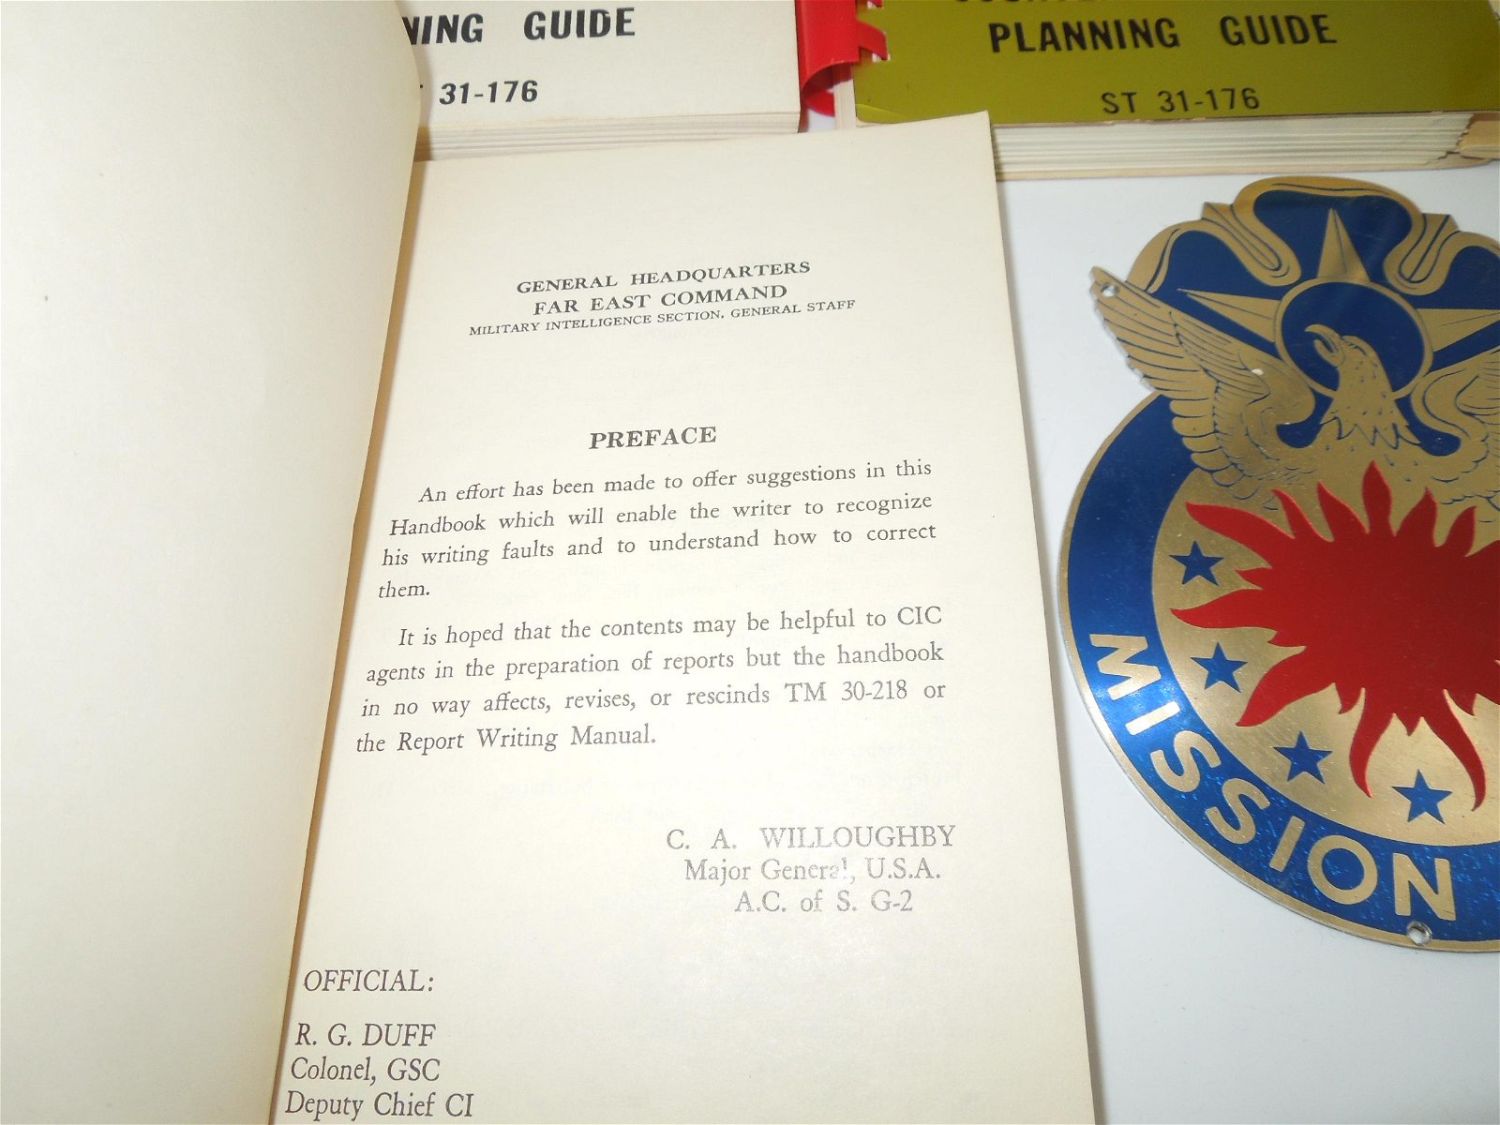 GUIDE
31-176
PLANNING GUIDE
ST 31-176
GENERAL HEADQUARTERS
FAR EAST COMMAND
MILITARY INTELLIGENCE SECTION, GENERAL STAFF
PREFACE
An effort has been made to offer suggestions in this
Handbook which will enable the writer to recognize
his writing faults and to understand how to correct
them.
It is hoped that the contents may be helpful to CIC
agents in the preparation of reports but the handbook
in no way affects, revises, or rescinds TM 30-218 or
the Report Writing Manual.
C. A. WILLOUGHBY
Major General, U.S.A.
A.C. of S. G-2
OFFICIAL:
R. G. DUFF
Colonel, GSC
Deputy Chief CI
MISSION